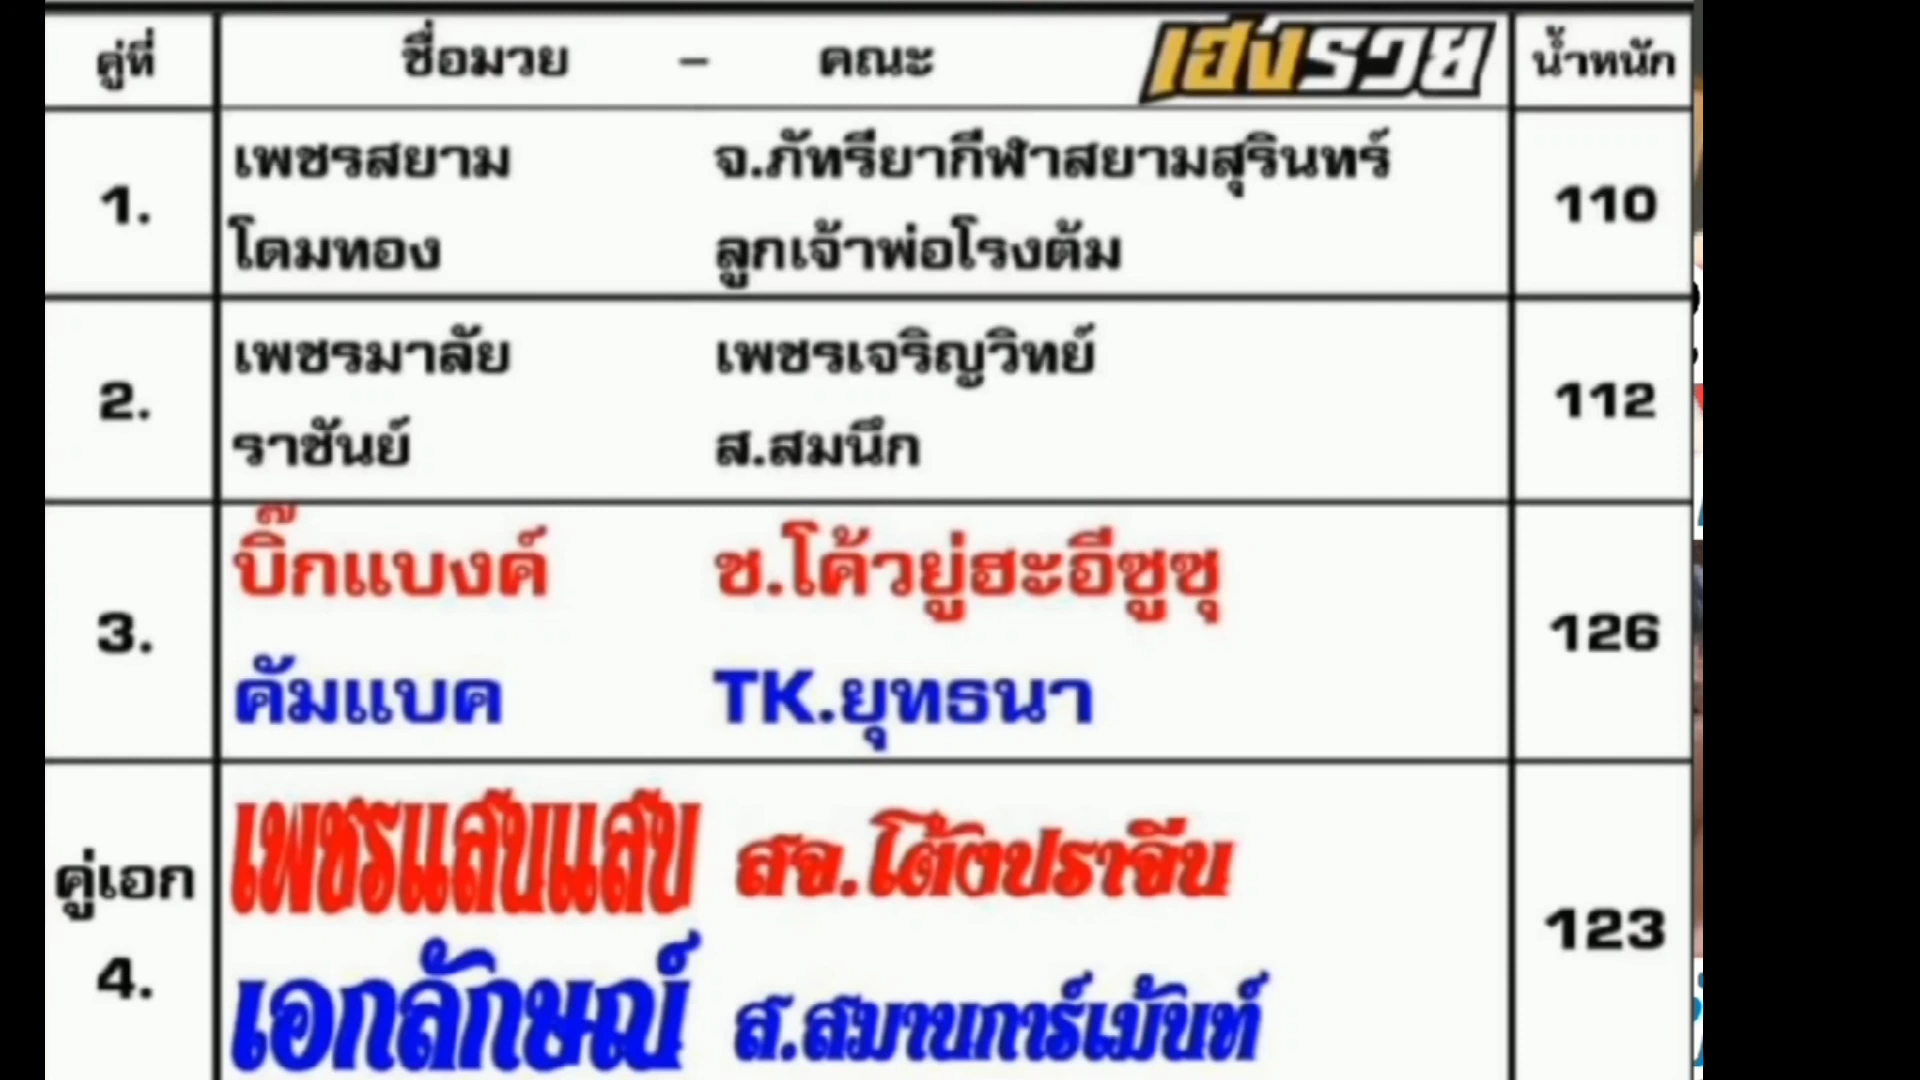 คู่ที่ ชื่อมวย – คณะ เฮงรวย น้ำหนัก
1. เพชรสยาม จ.ภัทรียากีฬาสยามสุรินทร์ 110
โดมทอง ลูกเจ้าพ่อโรงต้ม
2. เพชรมาลัย เพชรเจริญวิทย์ 112
ราชันย์ ส.สมนึก
3. บิ๊กแบงค์ ช.โค้วยู่ฮะอีซูซุ 126
คัมแบค TK.ยุทธนา
คู่เอก เพชรแสนแสบ สจ.โต้งปราจีน 123
4. เอกลักษณ์ ส.สมานการ์เม้นท์